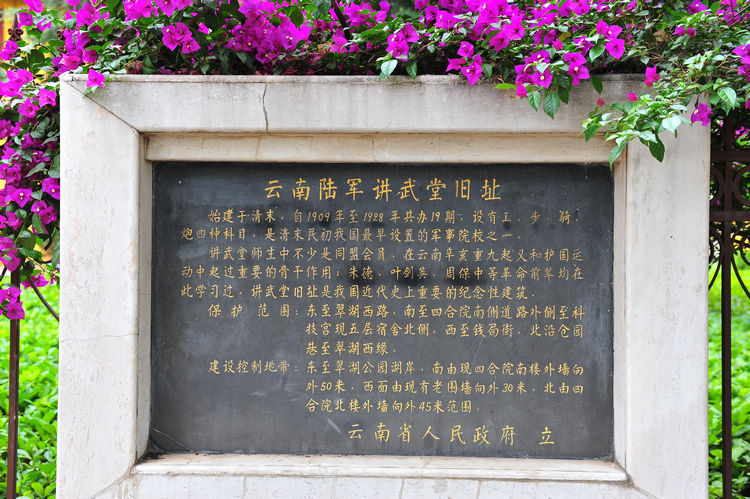 云南陆军讲武堂旧址
始建于清末，自1909年至1928年共办19期，设有工、步、骑、
炮四种科目，是清末民初我国最早设置的军事院校之一。
讲武堂师生中不少是同盟会员，在云南辛亥重九起义和护国运
动中起过重要的骨干作用，朱德、叶剑英、周保中等革命前辈均在
此学习过，讲武堂旧址是我国近代史上重要的纪念性建筑。
保护范围：东至翠湖西路，南至四合院南侧道路外侧至科
技宫现五层宿舍北侧，西至钱局街，北沿仓园
巷至翠湖西缘。
建设控制地带：东至翠湖公园湖岸，南由现四合院南楼外墙向
外50米，西面由现有老围墙向外30米，北由四
合院北楼外墙向外45米范围。
云南省人民政府 立